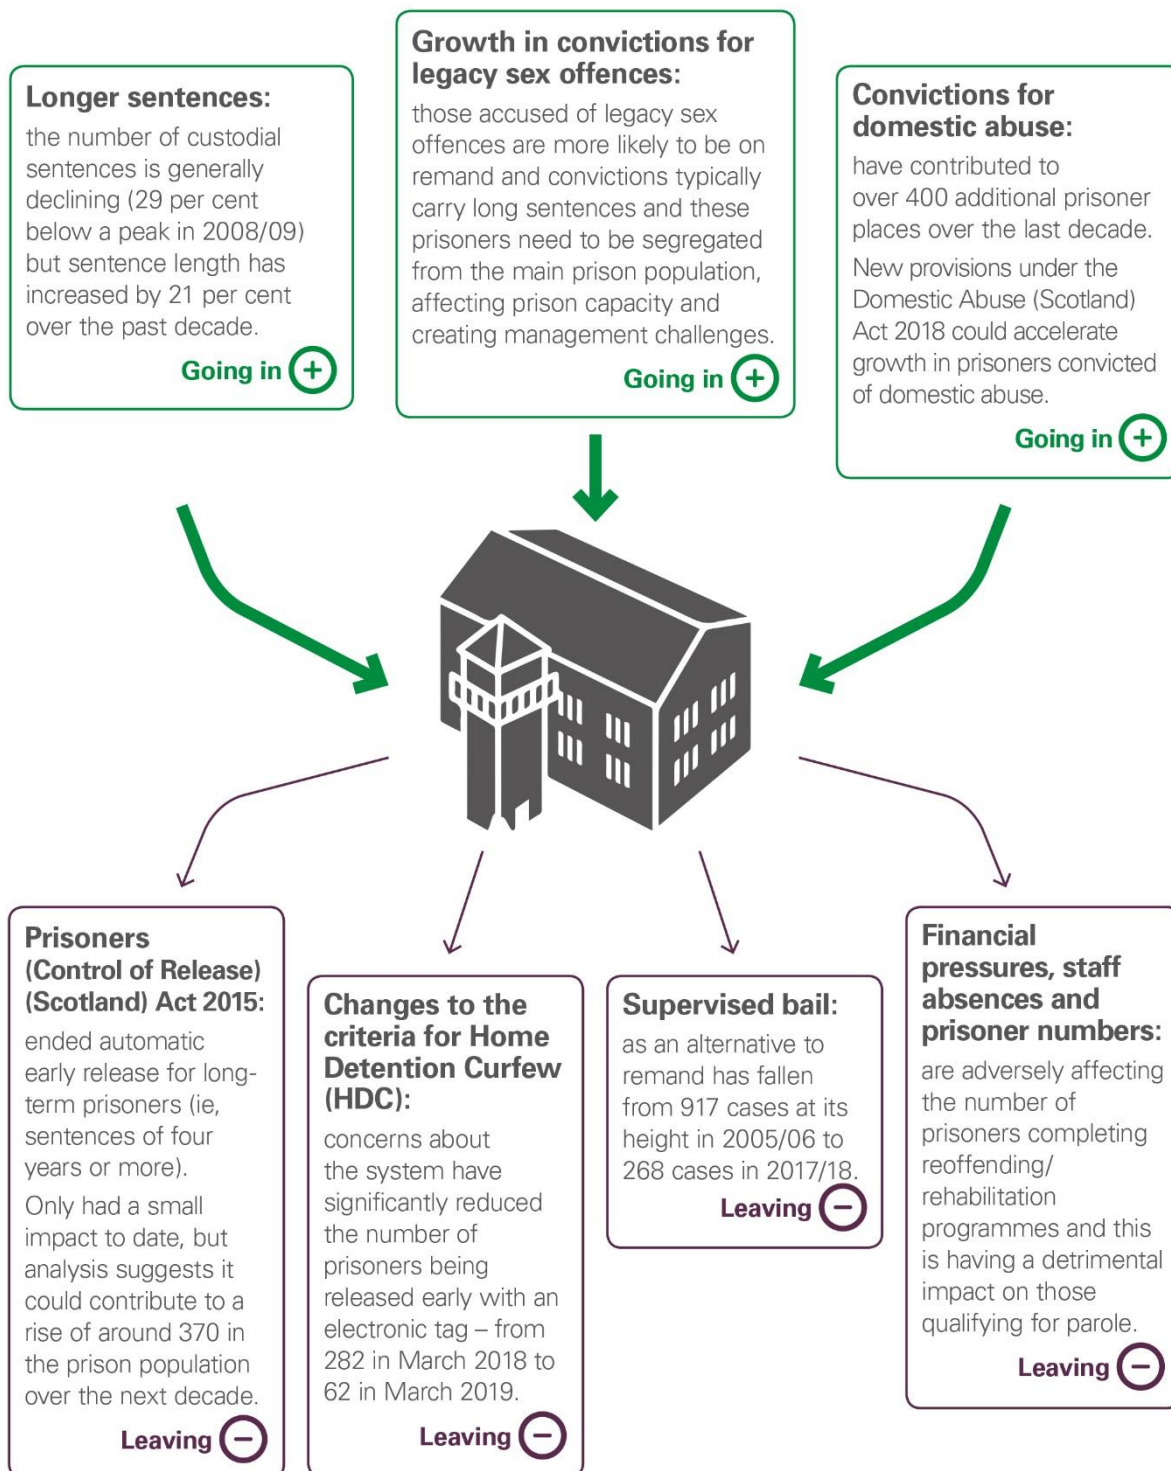 Longer sentences:
the number of custodial
sentences is generally
declining (29 per cent
below a peak in 2008/09)
but sentence length has
increased by 21 per cent
over the past decade.
Going in +
Growth in convictions for
legacy sex offences:
those accused of legacy sex
offences are more likely to be on
remand and convictions typically
carry long sentences and these
prisoners need to be segregated
from the main prison population,
affecting prison capacity and
creating management challenges.
Going in +
Convictions for
domestic abuse:
have contributed to
over 400 additional prisoner
places over the last decade.
New provisions under the
Domestic Abuse (Scotland)
Act 2018 could accelerate
growth in prisoners convicted
of domestic abuse.
Going in +
Prisoners
(Control of Release)
(Scotland) Act 2015:
ended automatic
early release for long-
term prisoners (ie,
sentences of four
years or more).
Only had a small
impact to date, but
analysis suggests it
could contribute to a
rise of around 370 in
the prison population
over the next decade.
Leaving −
Changes to the
criteria for Home
Detention Curfew
(HDC):
concerns about
the system have
significantly reduced
the number of
prisoners being
released early with an
electronic tag – from
282 in March 2018 to
62 in March 2019.
Leaving −
Supervised bail:
as an alternative to
remand has fallen
from 917 cases at its
height in 2005/06 to
268 cases in 2017/18.
Leaving −
Financial
pressures, staff
absences and
prisoner numbers:
are adversely affecting
the number of
prisoners completing
reoffending/
rehabilitation
programmes and this
is having a detrimental
impact on those
qualifying for parole.
Leaving −